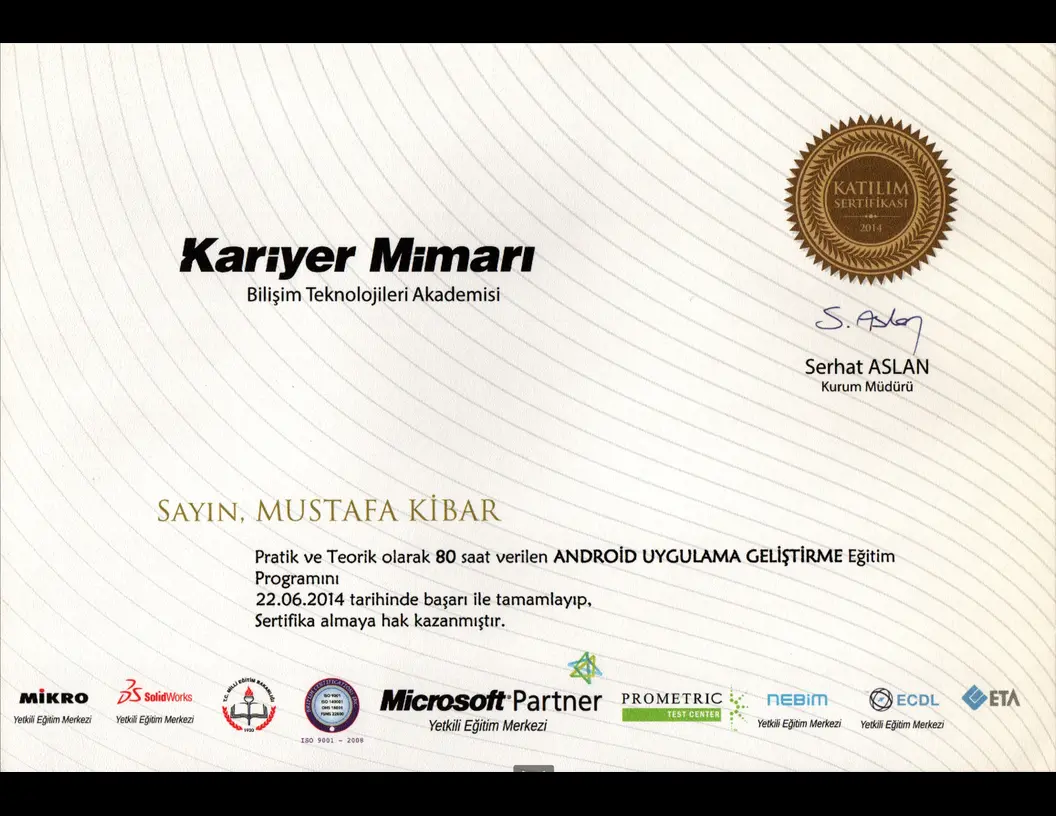 Kariyer Mimarı
Bilişim Teknolojileri Akademisi
KATILIM
SERTİFİKASI
2014
S. Aslan
Serhat ASLAN
Kurum Müdürü
SAYIN, MUSTAFA KİBAR
Pratik ve Teorik olarak 80 saat verilen ANDROİD UYGULAMA GELİŞTİRME Eğitim
Programını
22.06.2014 tarihinde başarı ile tamamlayıp,
Sertifika almaya hak kazanmıştır.
MİKRO
Yetkili Eğitim Merkezi
SolidWorks
Yetkili Eğitim Merkezi
T.C. MİLLİ EĞİTİM BAKANLIĞI
1920
ISO 9001
ISO 14001
OHS 18001
ISO 9001 - 2008
Microsoft Partner
Yetkili Eğitim Merkezi
PROMETRIC
TEST CENTER
NEBİM
Yetkili Eğitim Merkezi
ECDL
Yetkili Eğitim Merkezi
ETA